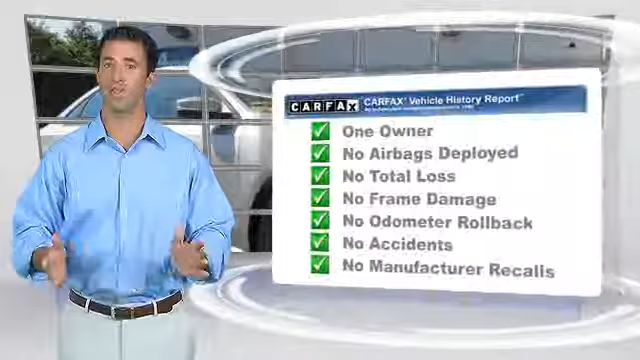 CARFAX CARFAX Vehicle History Report™
One Owner
No Airbags Deployed
No Total Loss
No Frame Damage
No Odometer Rollback
No Accidents
No Manufacturer Recalls